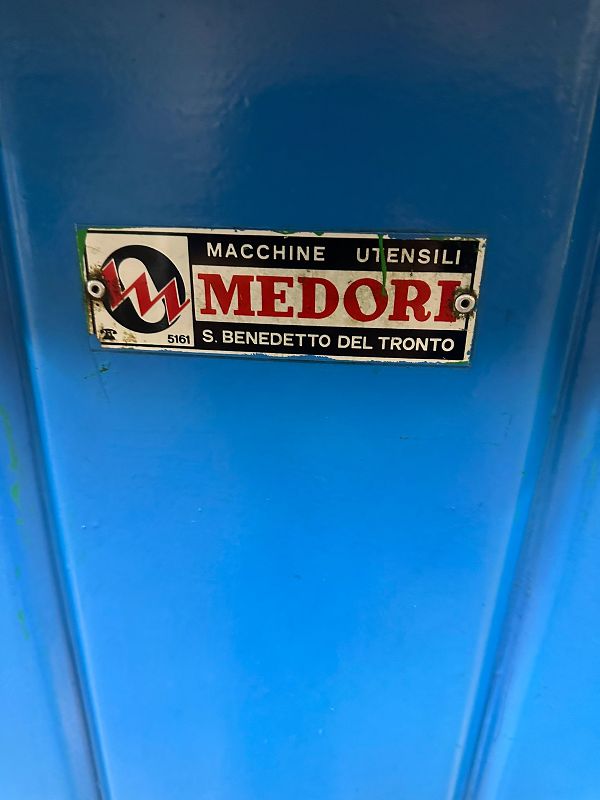 MACCHINE UTENSILI
MEDORI
5161
S. BENEDETTO DEL TRONTO